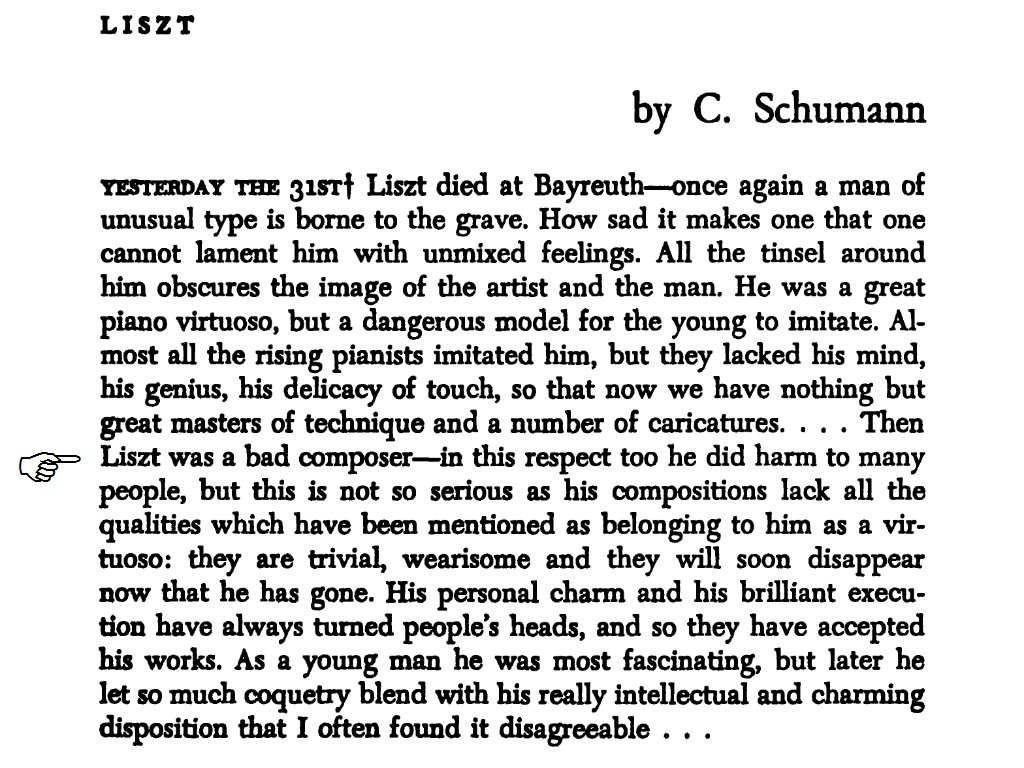 LISZT
by C. Schumann
YESTERDAY THE 31ST† Liszt died at Bayreuth—once again a man of
unusual type is borne to the grave. How sad it makes one that one
cannot lament him with unmixed feelings. All the tinsel around
him obscures the image of the artist and the man. He was a great
piano virtuoso, but a dangerous model for the young to imitate. Al-
most all the rising pianists imitated him, but they lacked his mind,
his genius, his delicacy of touch, so that now we have nothing but
great masters of technique and a number of caricatures. . . . Then
Liszt was a bad composer—in this respect too he did harm to many
people, but this is not so serious as his compositions lack all the
qualities which have been mentioned as belonging to him as a vir-
tuoso: they are trivial, wearisome and they will soon disappear
now that he has gone. His personal charm and his brilliant execu-
tion have always turned people's heads, and so they have accepted
his works. As a young man he was most fascinating, but later he
let so much coquetry blend with his really intellectual and charming
disposition that I often found it disagreeable . . .